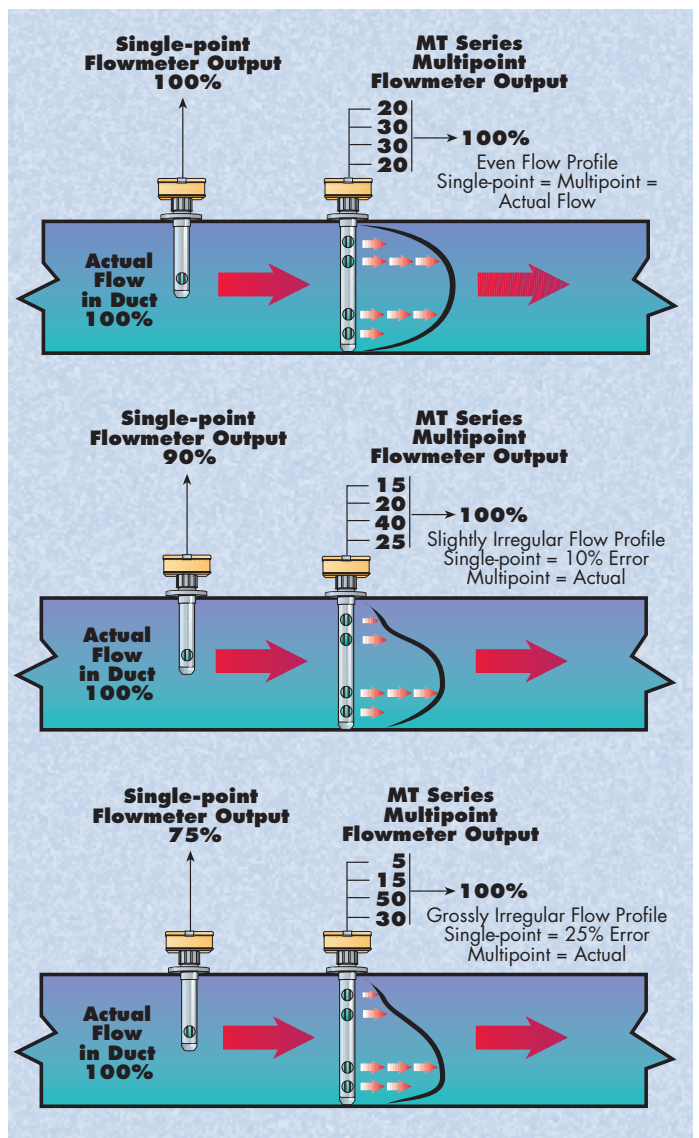 Single-point
Flowmeter Output
100%
MT Series
Multipoint
Flowmeter Output
20
30
30
20
100%
Even Flow Profile
Single-point = Multipoint =
Actual Flow
Actual
Flow
in Duct
100%
Single-point
Flowmeter Output
90%
MT Series
Multipoint
Flowmeter Output
15
20
40
25
100%
Slightly Irregular Flow Profile
Single-point = 10% Error
Multipoint = Actual
Actual
Flow
in Duct
100%
Single-point
Flowmeter Output
75%
MT Series
Multipoint
Flowmeter Output
5
15
50
30
100%
Grossly Irregular Flow Profile
Single-point = 25% Error
Multipoint = Actual
Actual
Flow
in Duct
100%